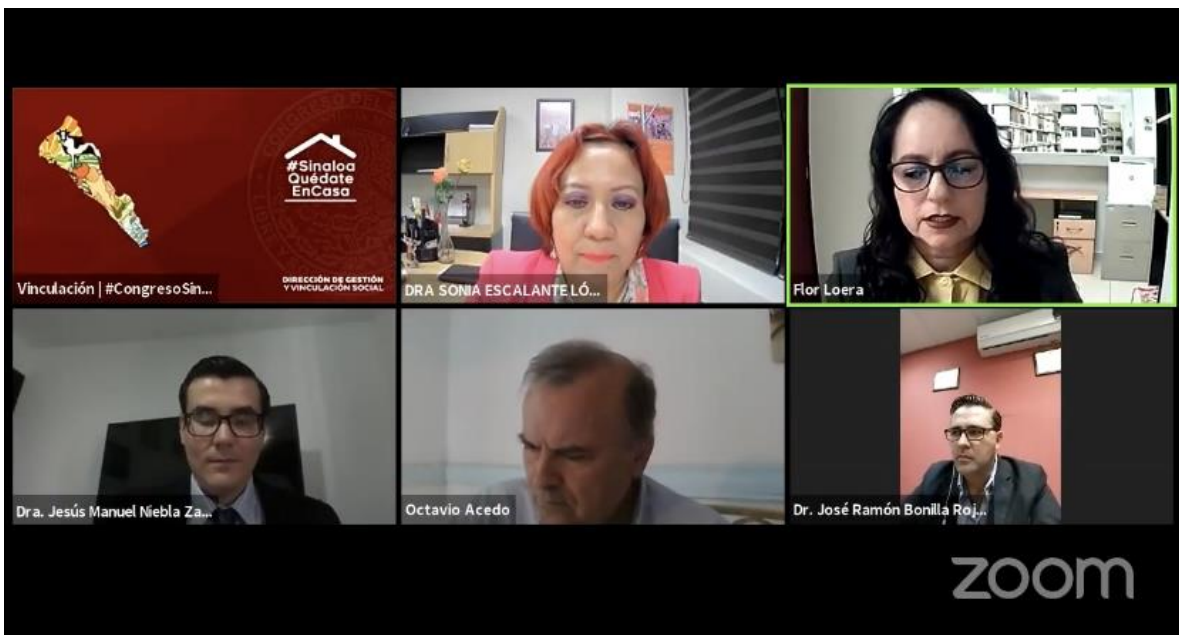 #Sinaloa
Quédate
EnCasa
DIRECCIÓN DE GESTIÓN
Y VINCULACIÓN SOCIAL
Vinculación | #CongresoSin...
DRA SONIA ESCALANTE LÓ...
Flor Loera
Dra. Jesús Manuel Niebla Za...
Octavio Acedo
Dr. José Ramón Bonilla Roj...
zoom